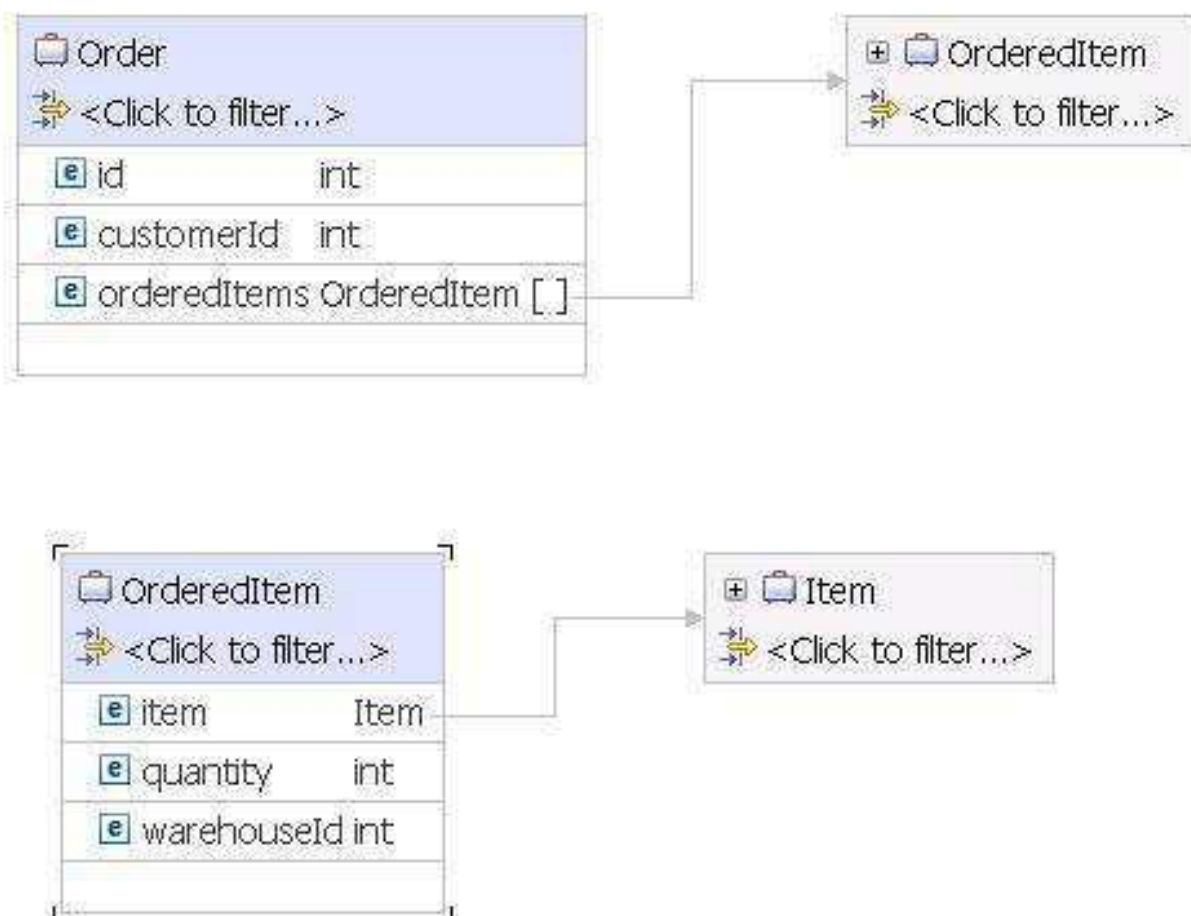 Order
<Click to filter...>
e id int
e customerId int
e orderedItems OrderedItem []
OrderedItem
<Click to filter...>
OrderedItem
<Click to filter...>
e item Item
e quantity int
e warehouseId int
Item
<Click to filter...>